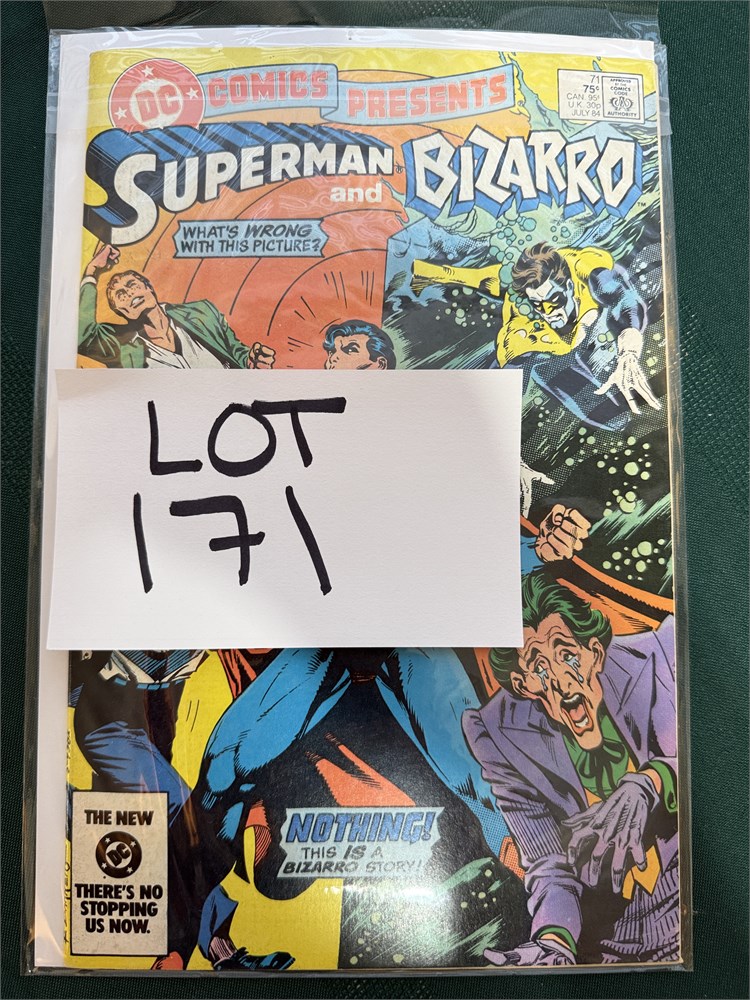 DC COMICS PRESENTS
71
75¢
CAN. 95¢
U.K. 30p
JULY 84
APPROVED
BY THE
COMICS
CODE
AUTHORITY
SUPERMAN
and
BIZARRO
TM
WHAT'S WRONG
WITH THIS PICTURE?
LOT
171
NOTHING!
THIS IS A
BIZARRO STORY!
THE NEW
DC
THERE'S NO
STOPPING
US NOW.